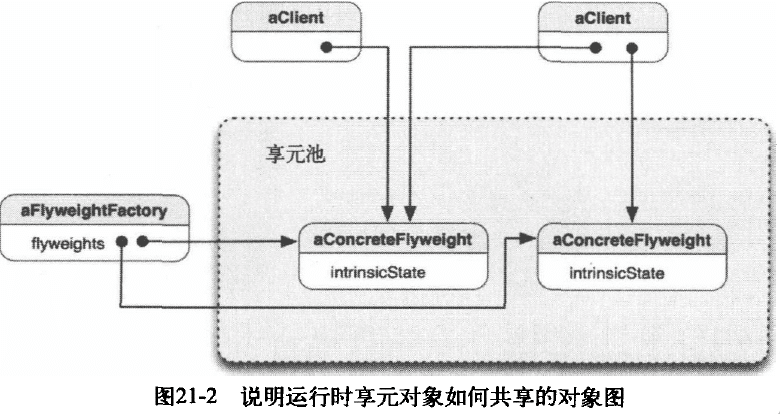 aClient
aClient
享元池
aFlyweightFactory
flyweights
aConcreteFlyweight
intrinsicState
aConcreteFlyweight
intrinsicState
图21-2 说明运行时享元对象如何共享的对象图